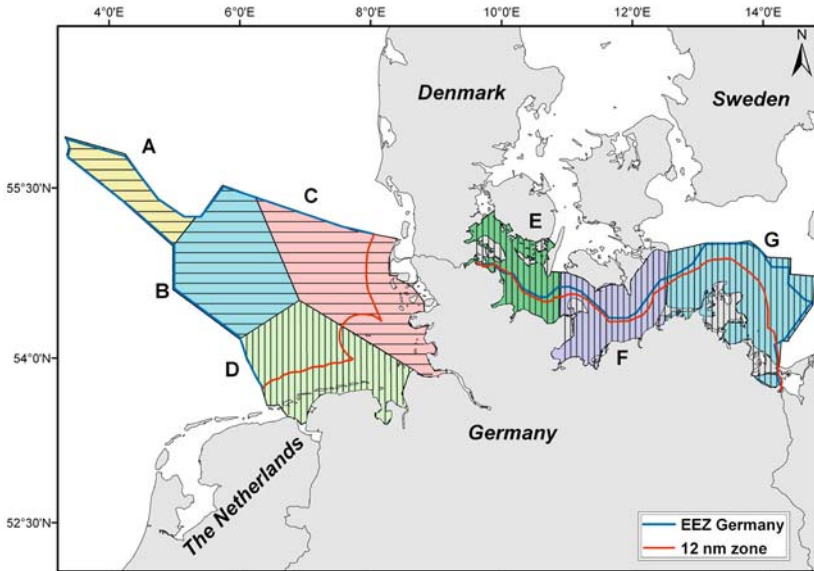 4°0'E 6°0'E 8°0'E 10°0'E 12°0'E 14°0'E
N
Denmark
Sweden
A
55°30'N
C
E
G
B
54°0'N
D
F
Germany
The Netherlands
52°30'N
EEZ Germany
12 nm zone